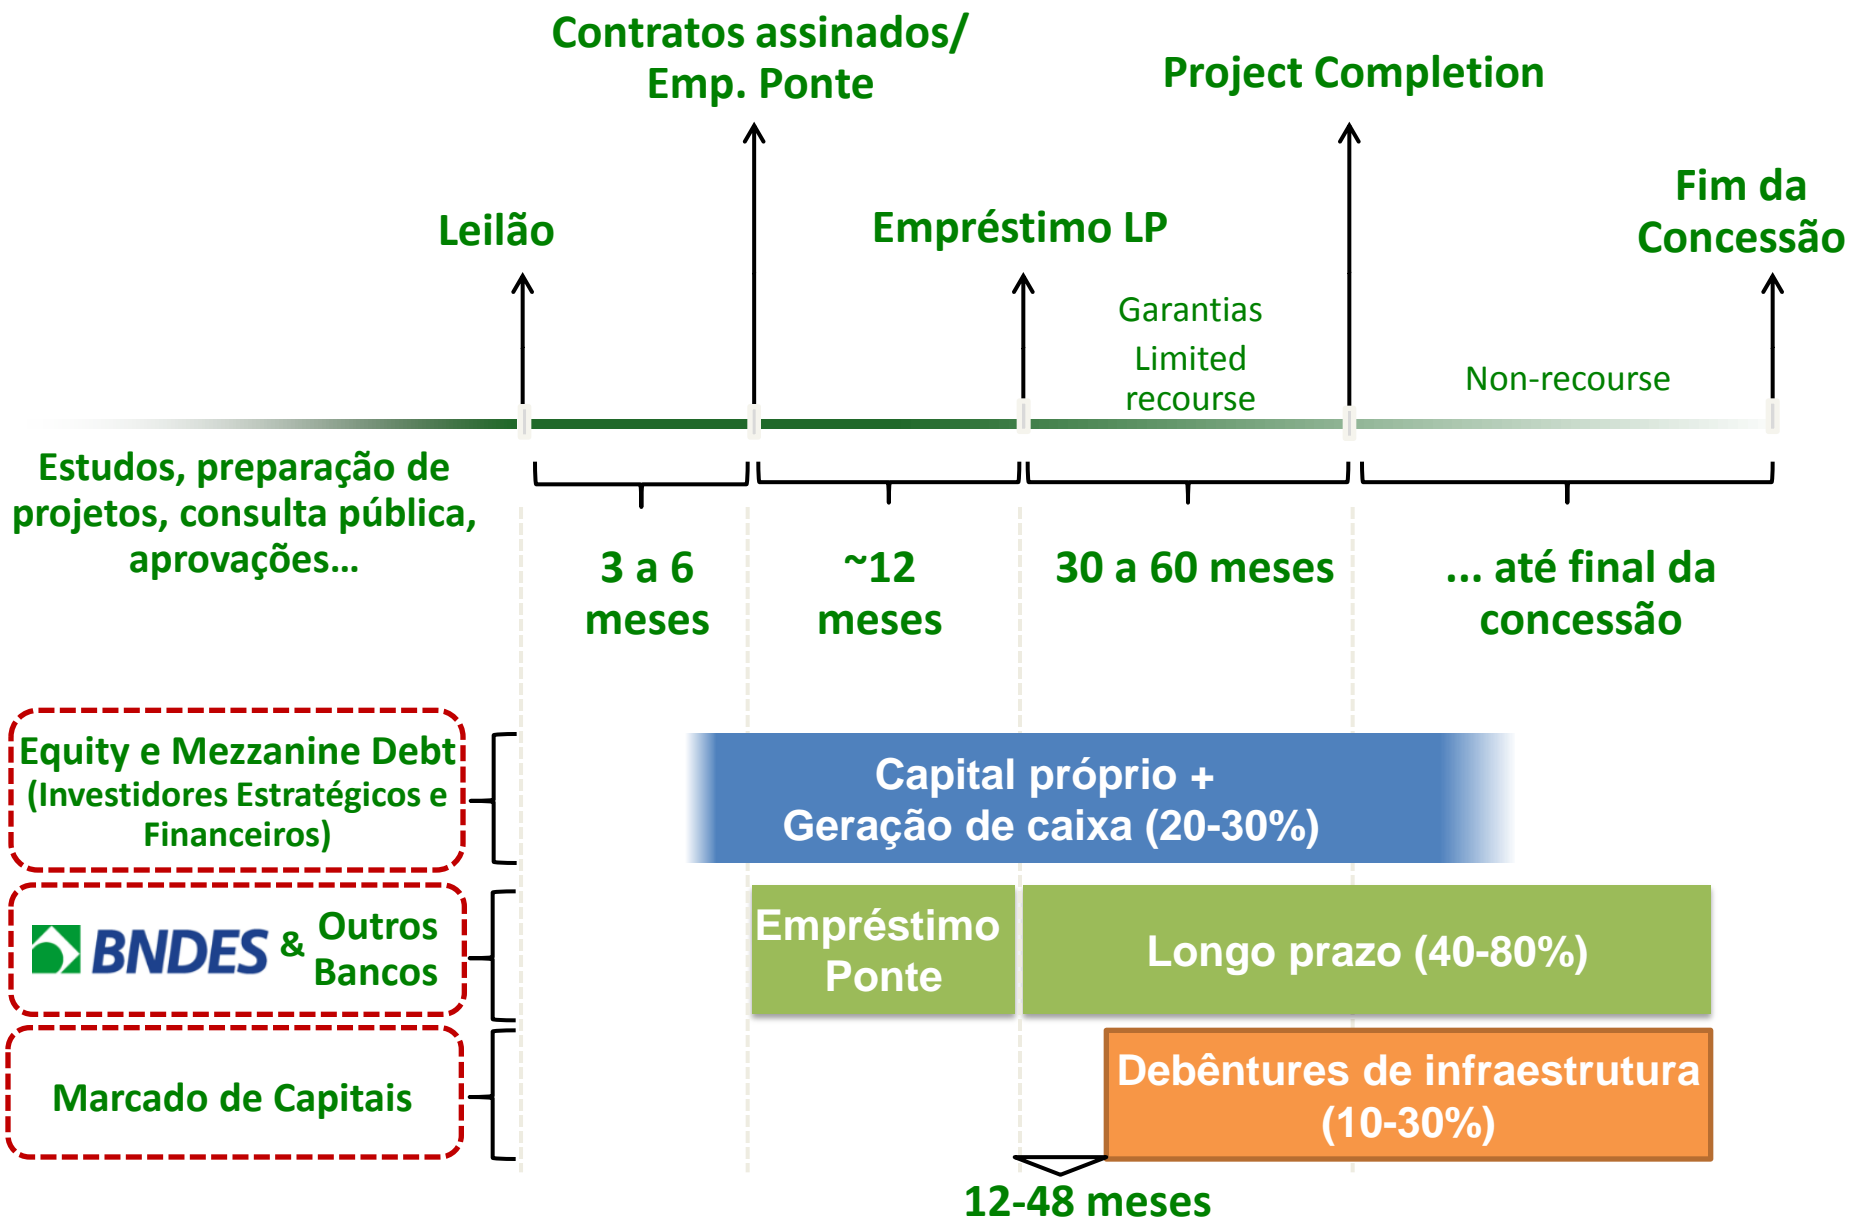 Contratos assinados/
Emp. Ponte
Project Completion
Fim da
Concessão
Leilão
Empréstimo LP
Garantias
Limited
recourse
Non-recourse
Estudos, preparação de
projetos, consulta pública,
aprovações...
3 a 6
meses
~12
meses
30 a 60 meses
... até final da
concessão
Equity e Mezzanine Debt
(Investidores Estratégicos e
Financeiros)
Capital próprio +
Geração de caixa (20-30%)
BNDES & Outros
Bancos
Empréstimo
Ponte
Longo prazo (40-80%)
Marcado de Capitais
Debêntures de infraestrutura
(10-30%)
12-48 meses